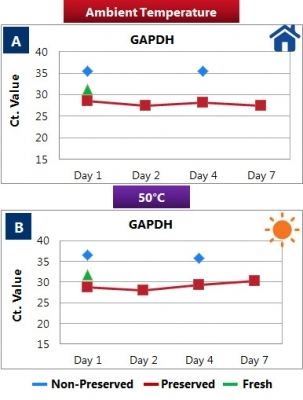 Ambient Temperature
A
GAPDH
Ct. Value
40
35
30
25
20
15
Day 1 Day 2 Day 4 Day 7
50°C
B
GAPDH
Ct. Value
40
35
30
25
20
15
Day 1 Day 2 Day 4 Day 7
Non-Preserved Preserved Fresh